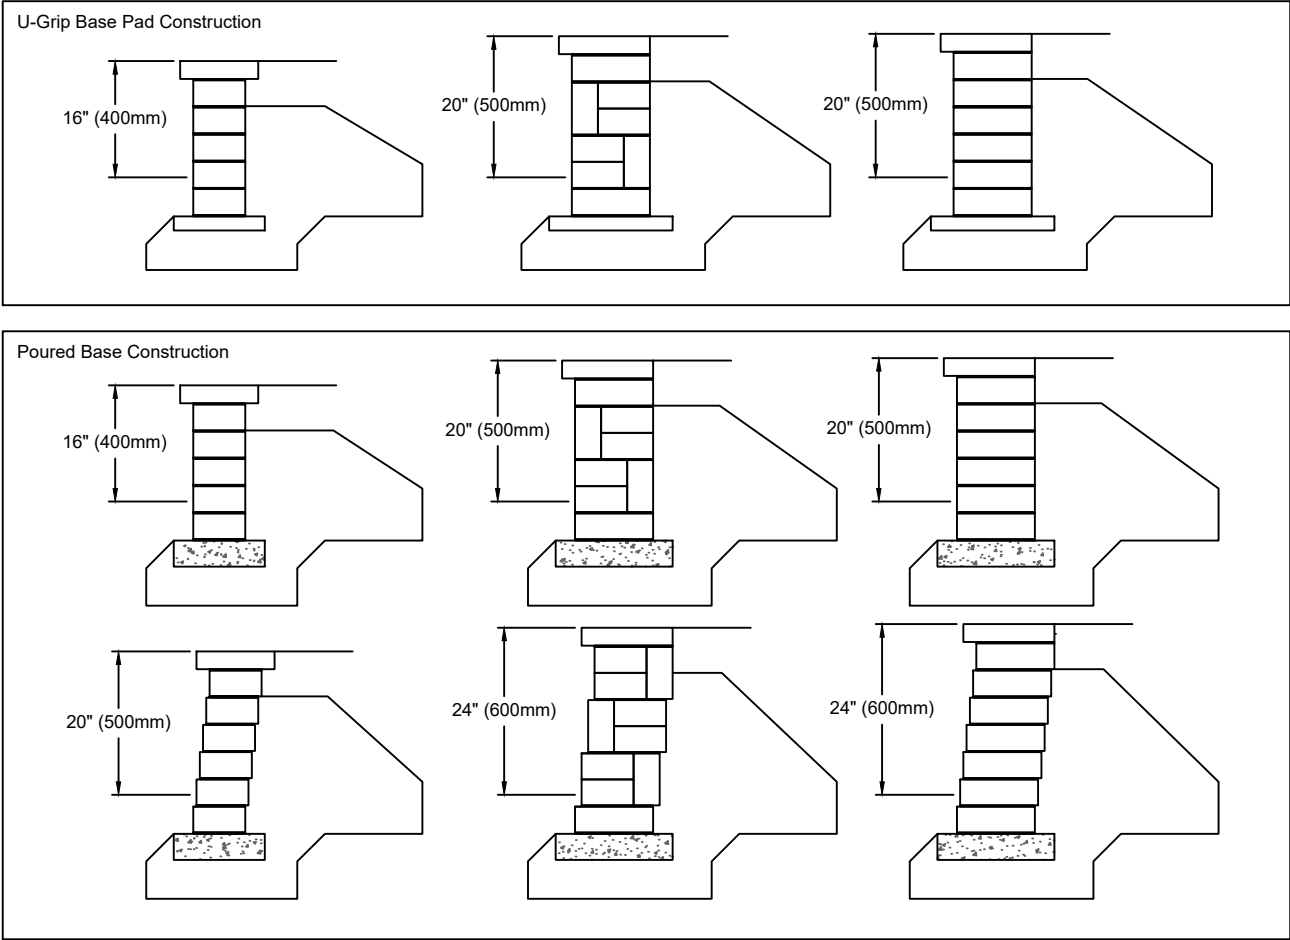 U-Grip Base Pad Construction
16" (400mm)
20" (500mm)
20" (500mm)
Poured Base Construction
16" (400mm)
20" (500mm)
20" (500mm)
20" (500mm)
24" (600mm)
24" (600mm)